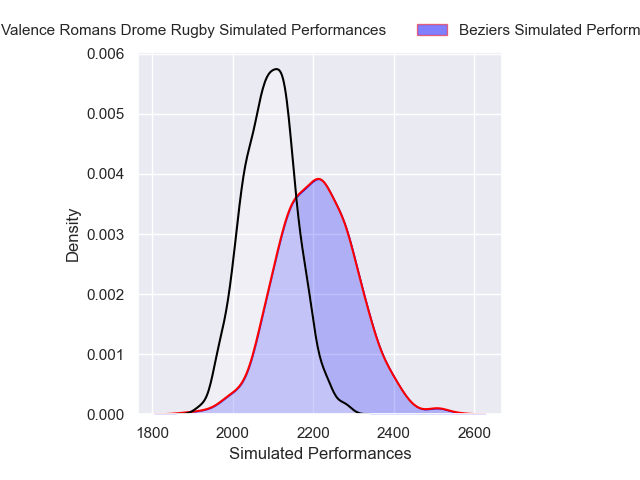 Valence Romans Drome Rugby Simulated Performances
Beziers Simulated Perform
0.006
0.005
0.004
0.003
0.002
0.001
0.000
Density
1800 2000 2200 2400 2600
Simulated Performances